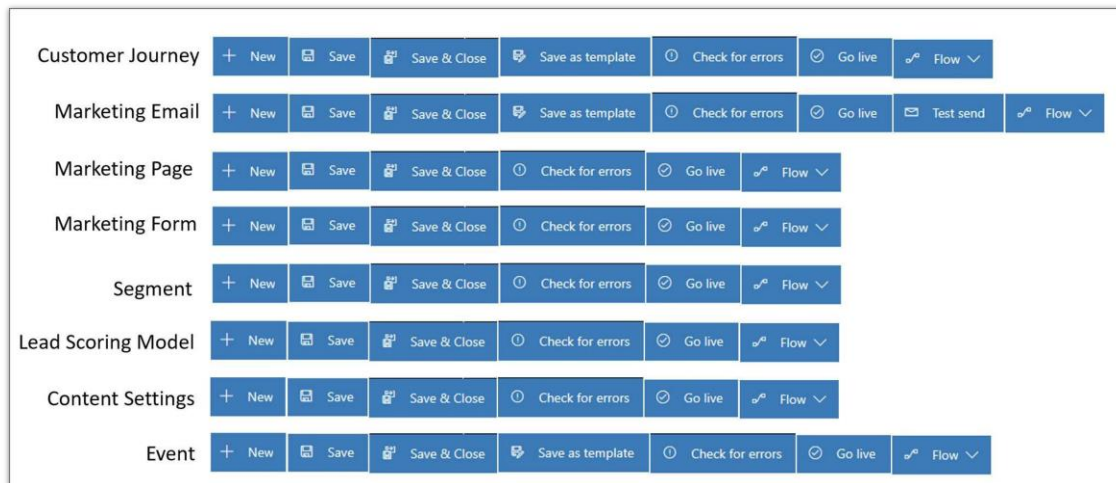 Customer Journey New Save Save & Close Save as template Check for errors Go live Flow
Marketing Email New Save Save & Close Save as template Check for errors Go live Test send Flow
Marketing Page New Save Save & Close Check for errors Go live Flow
Marketing Form New Save Save & Close Check for errors Go live Flow
Segment New Save Save & Close Check for errors Go live Flow
Lead Scoring Model New Save Save & Close Check for errors Go live Flow
Content Settings New Save Save & Close Check for errors Go live Flow
Event New Save Save & Close Save as template Check for errors Go live Flow